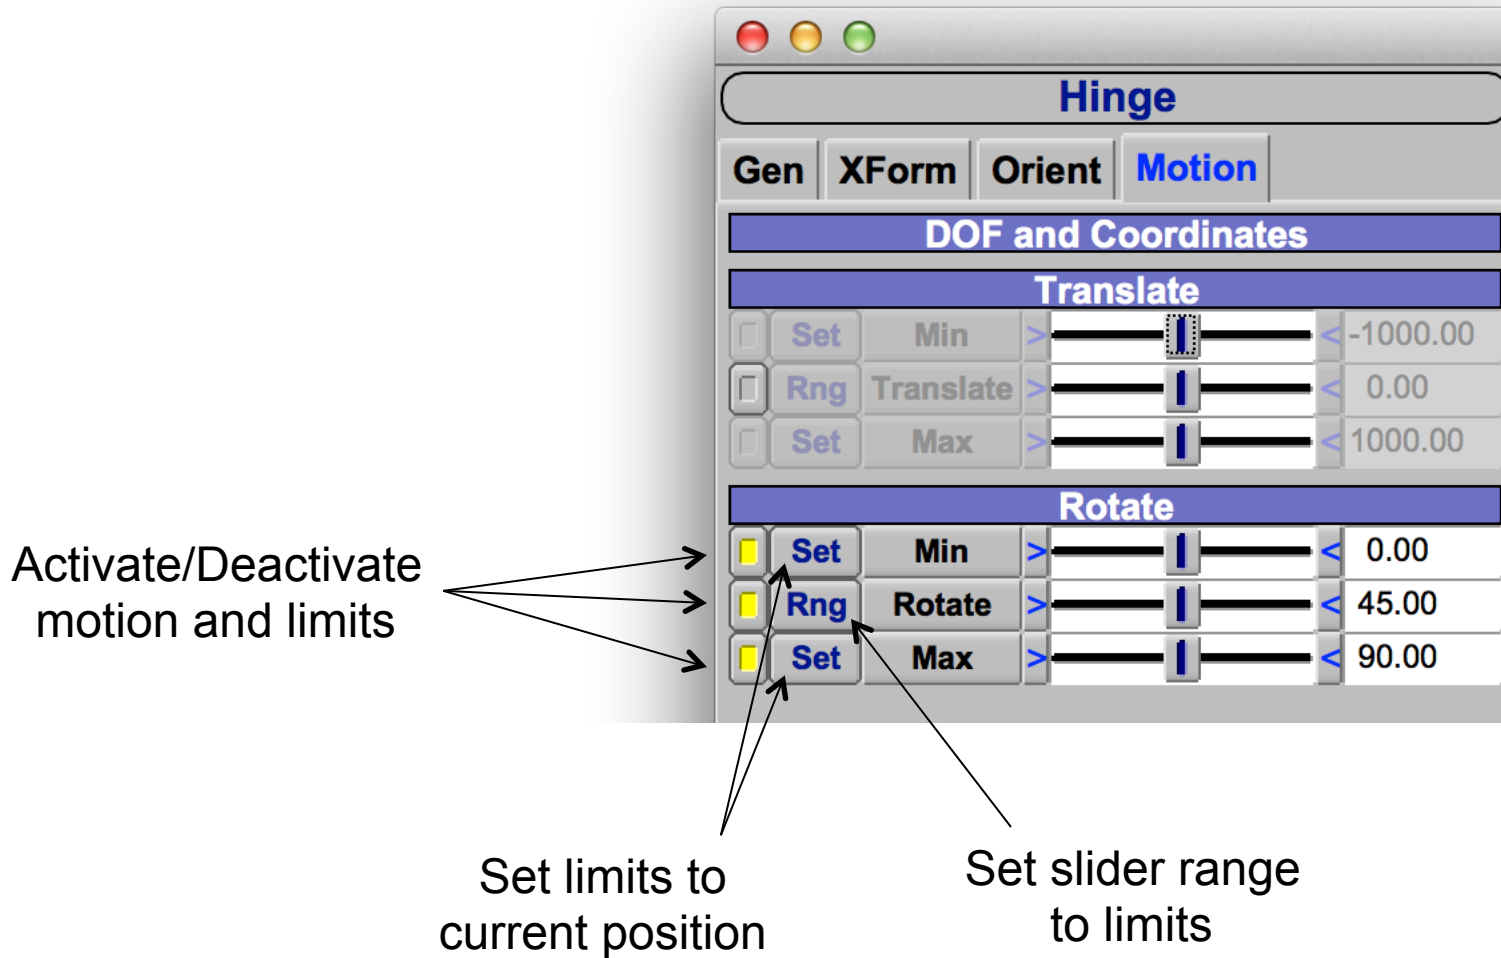 Hinge
Gen XForm Orient Motion
DOF and Coordinates
Translate
Set Min > < -1000.00
Rng Translate > < 0.00
Set Max > < 1000.00
Rotate
Set Min > < 0.00
Rng Rotate > < 45.00
Set Max > < 90.00
Activate/Deactivate
motion and limits
Set limits to
current position
Set slider range
to limits